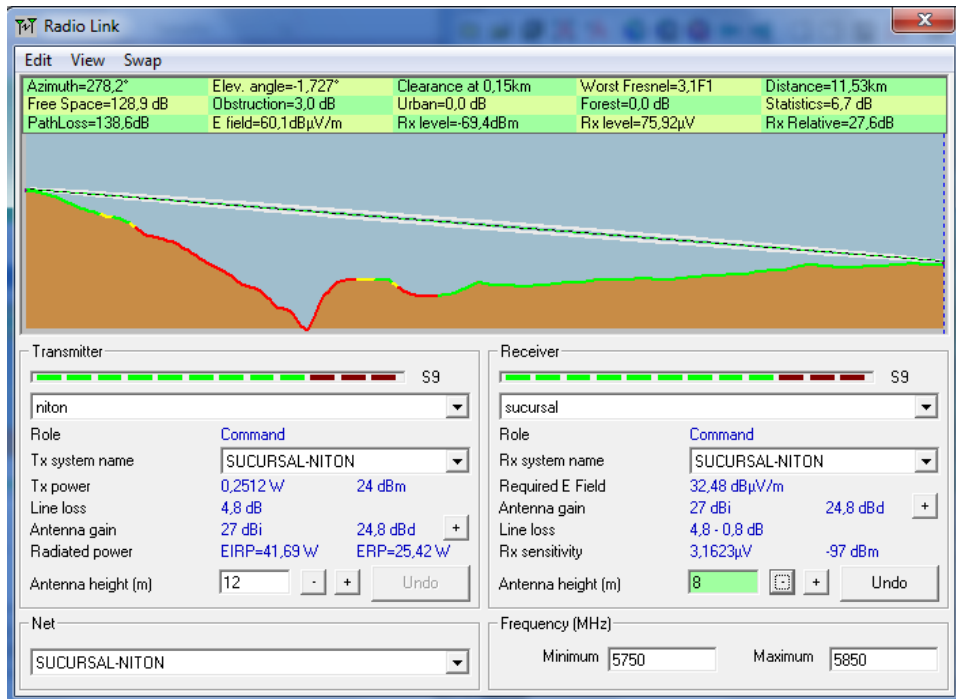 Radio Link
Edit View Swap
Azimuth=278,2° Elev. angle=-1,727° Clearance at 0,15km Worst Fresnel=3,1F1 Distance=11,53km
Free Space=128,9 dB Obstruction=3,0 dB Urban=0,0 dB Forest=0,0 dB Statistics=6,7 dB
PathLoss=138,6dB E field=60,1dBµV/m Rx level=-69,4dBm Rx level=75,92µV Rx Relative=27,6dB
Transmitter
S9
niton
Role Command
Tx system name SUCURSAL-NITON
Tx power 0,2512 W 24 dBm
Line loss 4,8 dB
Antenna gain 27 dBi 24,8 dBd +
Radiated power EIRP=41,69 W ERP=25,42 W
Antenna height (m) 12 - + Undo
Net
SUCURSAL-NITON
Receiver
S9
sucursal
Role Command
Rx system name SUCURSAL-NITON
Required E Field 32,48 dBµV/m
Antenna gain 27 dBi 24,8 dBd +
Line loss 4,8 - 0,8 dB
Rx sensitivity 3,1623µV -97 dBm
Antenna height (m) 8 - + Undo
Frequency (MHz)
Minimum 5750 Maximum 5850